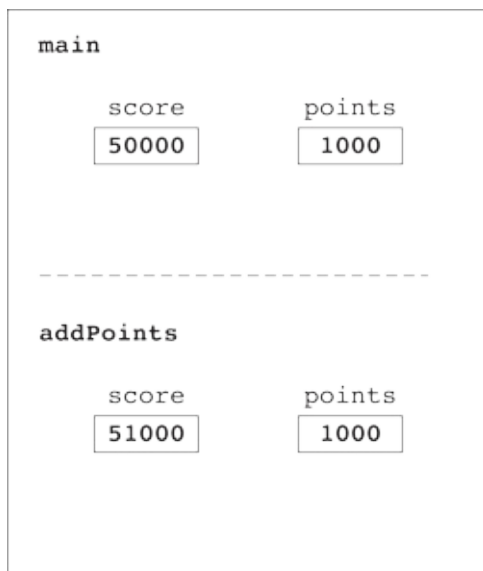 main
score points
50000 1000
addPoints
score points
51000 1000